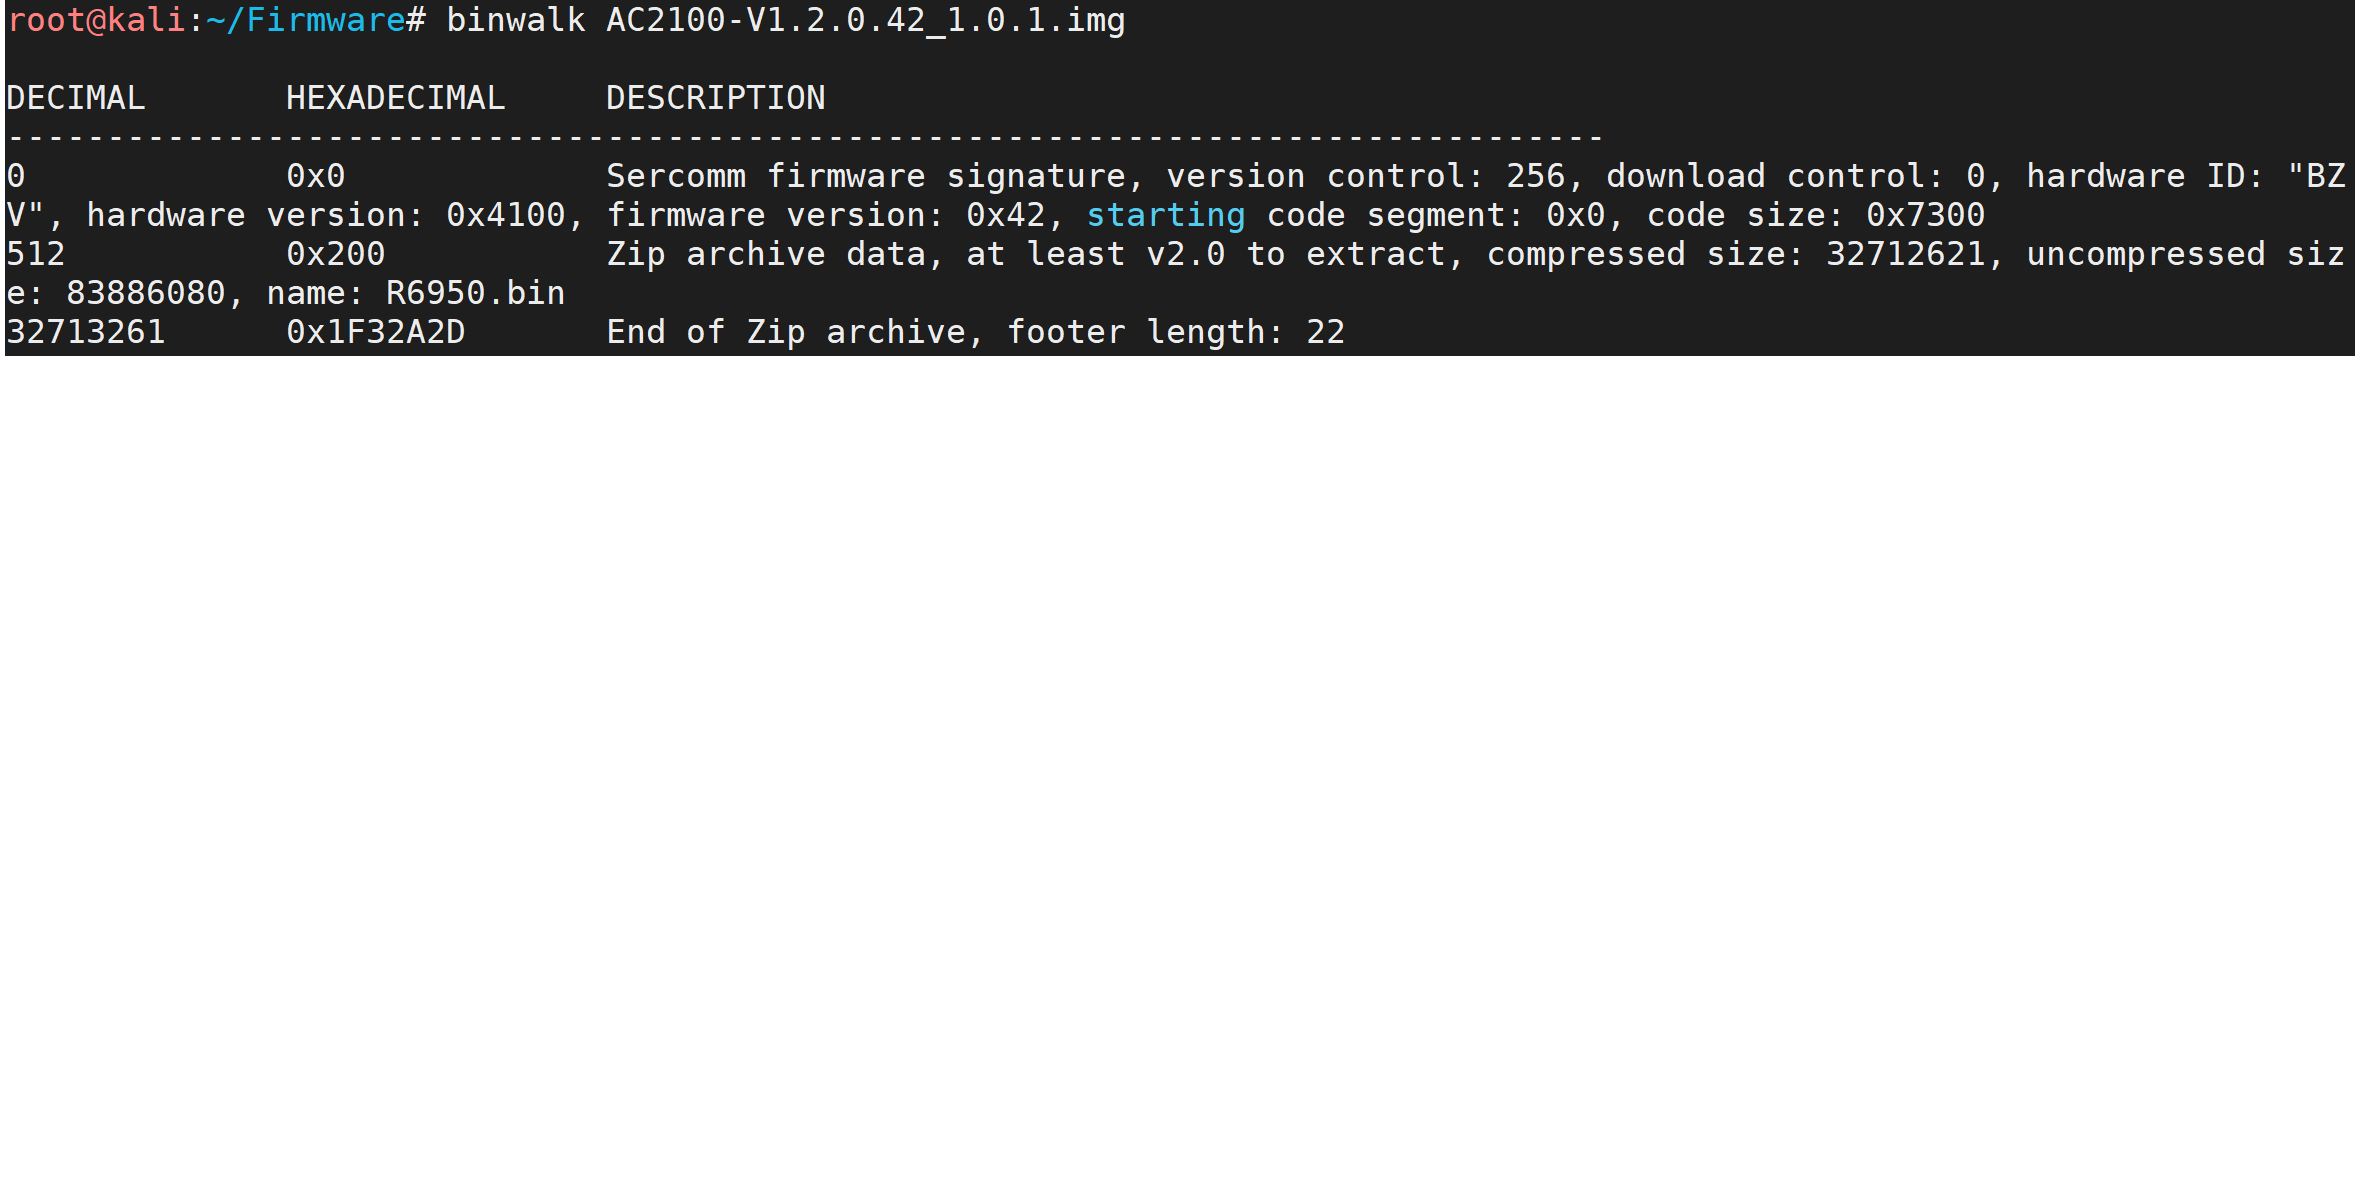 root@kali:~/Firmware# binwalk AC2100-V1.2.0.42_1.0.1.img
DECIMAL       HEXADECIMAL     DESCRIPTION
--------------------------------------------------------------------------------
0             0x0             Sercomm firmware signature, version control: 256, download control: 0, hardware ID: "BZ
V", hardware version: 0x4100, firmware version: 0x42, starting code segment: 0x0, code size: 0x7300
512           0x200           Zip archive data, at least v2.0 to extract, compressed size: 32712621, uncompressed siz
e: 83886080, name: R6950.bin
32713261      0x1F32A2D       End of Zip archive, footer length: 22